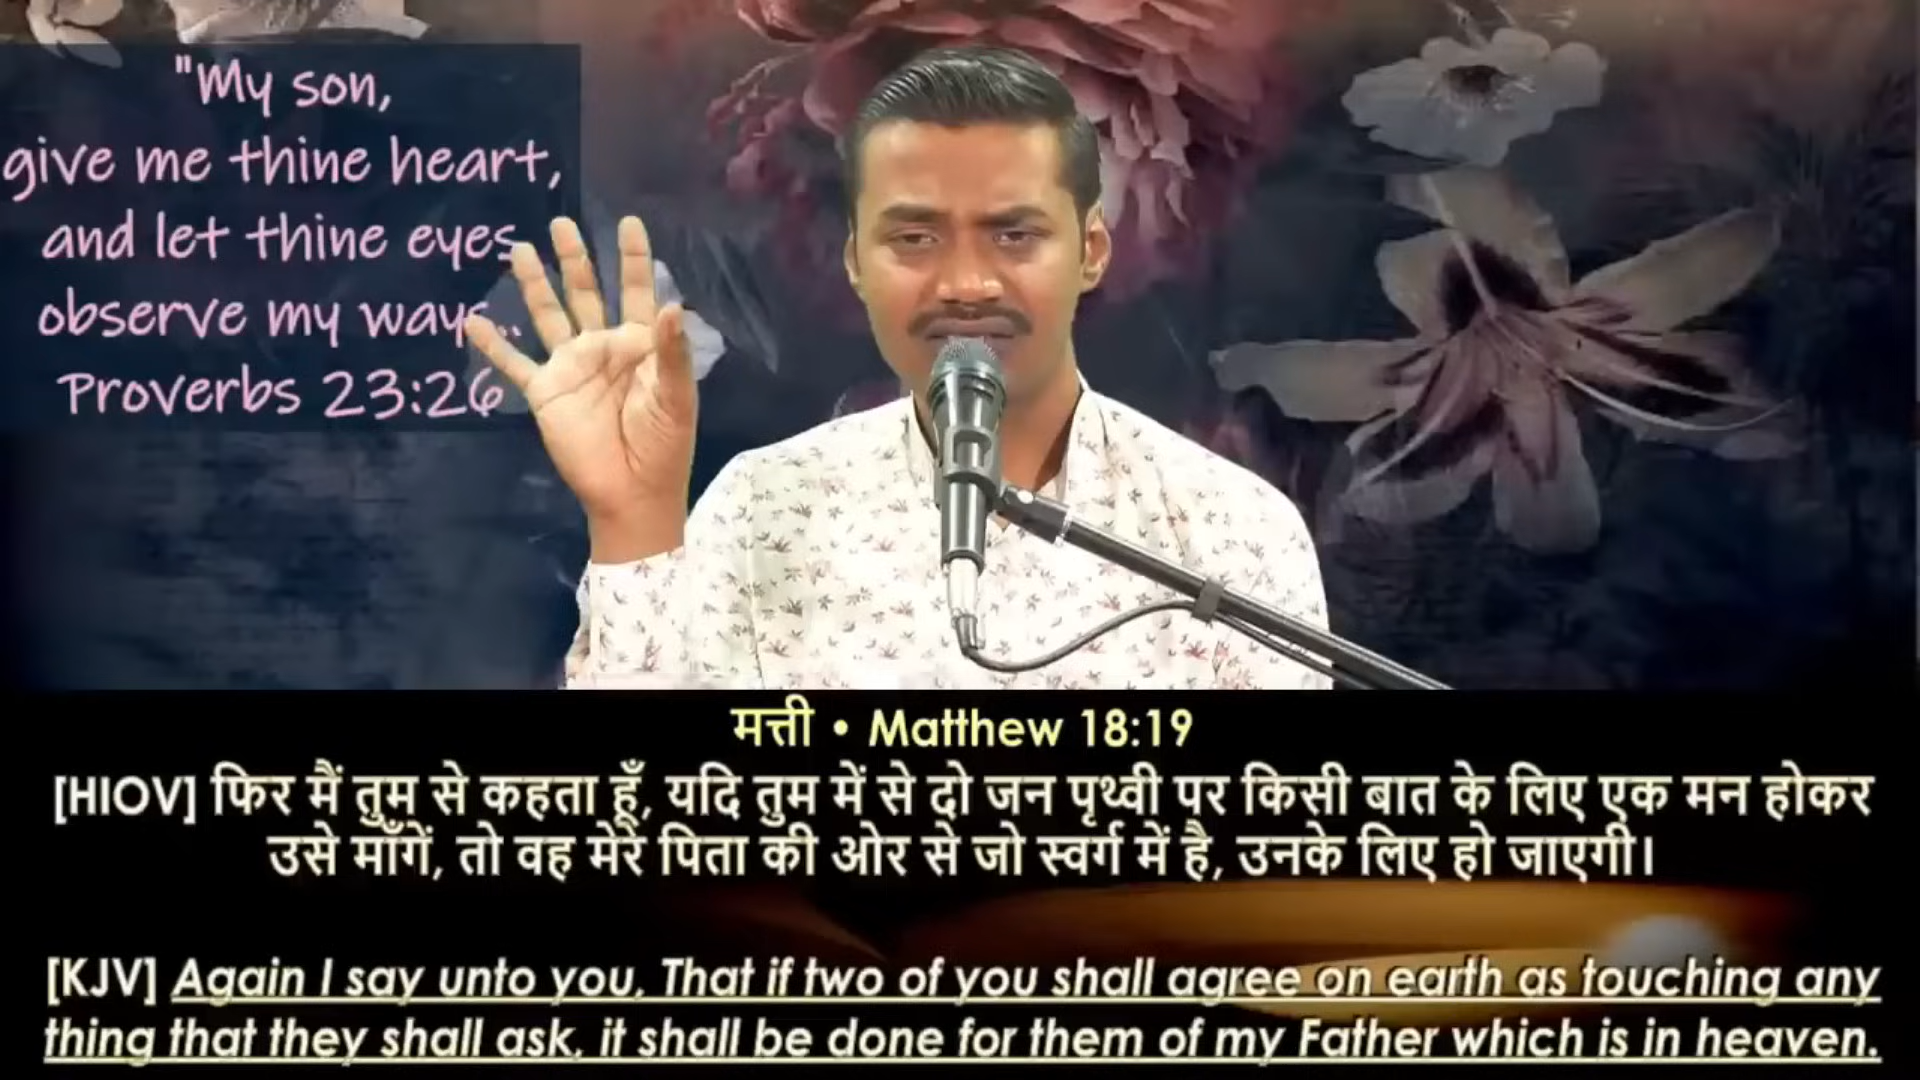 "My son,
give me thine heart,
and let thine eyes
observe my ways..
Proverbs 23:26
मत्ती • Matthew 18:19
[HIOV] फिर मैं तुम से कहता हूँ, यदि तुम में से दो जन पृथ्वी पर किसी बात के लिए एक मन होकर
उसे माँगें, तो वह मेरे पिता की ओर से जो स्वर्ग में है, उनके लिए हो जाएगी।
[KJV] Again I say unto you, That if two of you shall agree on earth as touching any
thing that they shall ask, it shall be done for them of my Father which is in heaven.